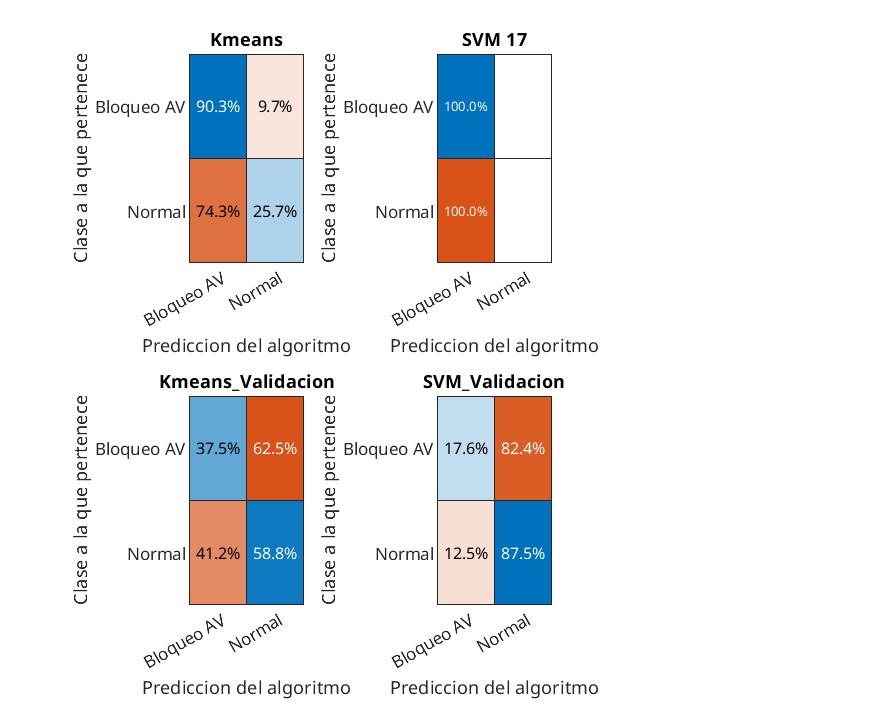 Kmeans
Clase a la que pertenece
Bloqueo AV
90.3%
9.7%
Normal
74.3%
25.7%
Bloqueo AV
Normal
Prediccion del algoritmo
SVM 17
Clase a la que pertenece
Bloqueo AV
100.0%
Normal
100.0%
Bloqueo AV
Normal
Prediccion del algoritmo
Kmeans_Validacion
Clase a la que pertenece
Bloqueo AV
37.5%
62.5%
Normal
41.2%
58.8%
Bloqueo AV
Normal
Prediccion del algoritmo
SVM_Validacion
Clase a la que pertenece
Bloqueo AV
17.6%
82.4%
Normal
12.5%
87.5%
Bloqueo AV
Normal
Prediccion del algoritmo